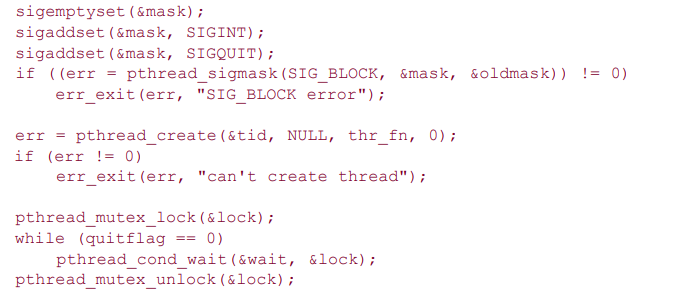 sigemptyset(&mask);
sigaddset(&mask, SIGINT);
sigaddset(&mask, SIGQUIT);
if ((err = pthread_sigmask(SIG_BLOCK, &mask, &oldmask)) != 0)
    err_exit(err, "SIG_BLOCK error");

err = pthread_create(&tid, NULL, thr_fn, 0);
if (err != 0)
    err_exit(err, "can't create thread");

pthread_mutex_lock(&lock);
while (quitflag == 0)
    pthread_cond_wait(&wait, &lock);
pthread_mutex_unlock(&lock);